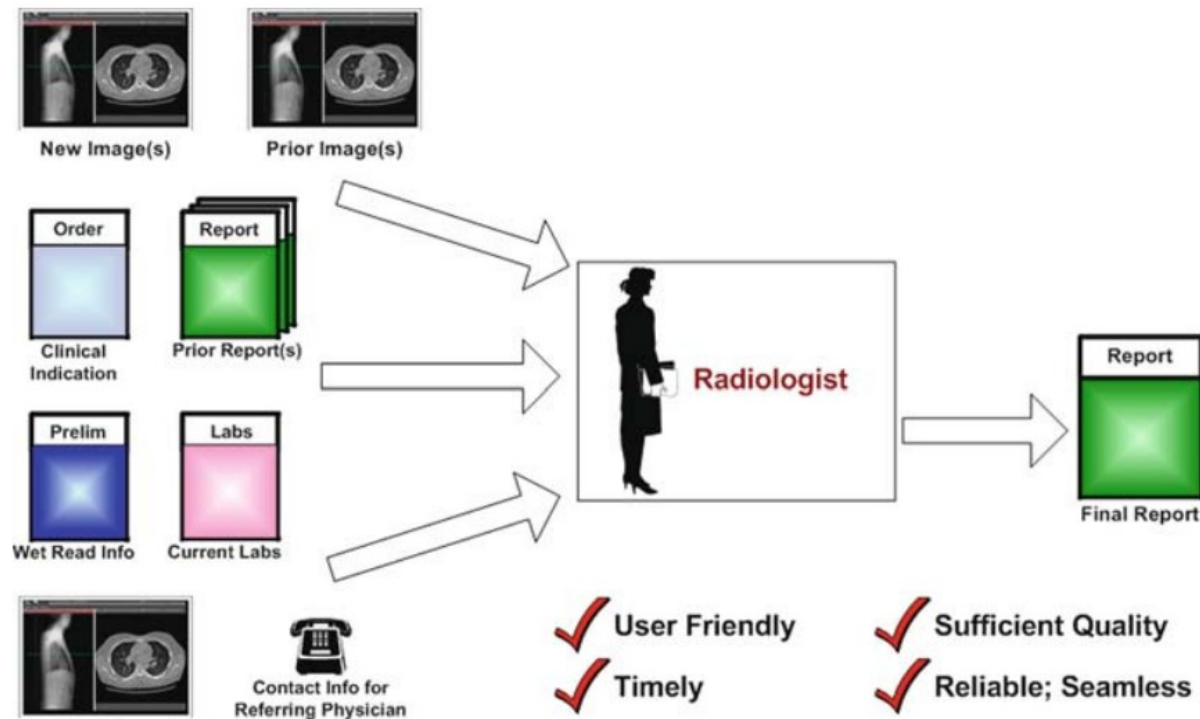 New Image(s)
Prior Image(s)
Order
Report
Clinical
Indication
Prior Report(s)
Radiologist
Report
Final Report
Prelim
Labs
Wet Read Info
Current Labs
Contact Info for
Referring Physician
User Friendly
Sufficient Quality
Timely
Reliable; Seamless